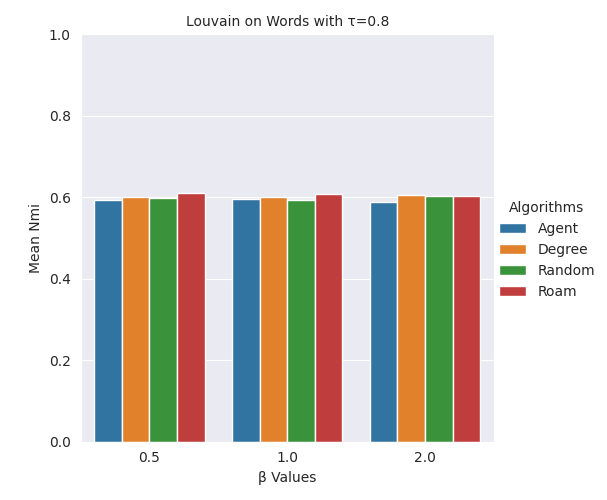 Louvain on Words with τ=0.8
1.0
0.8
0.6
0.4
0.2
0.0
Mean Nmi
0.5
1.0
2.0
β Values
Algorithms
Agent
Degree
Random
Roam